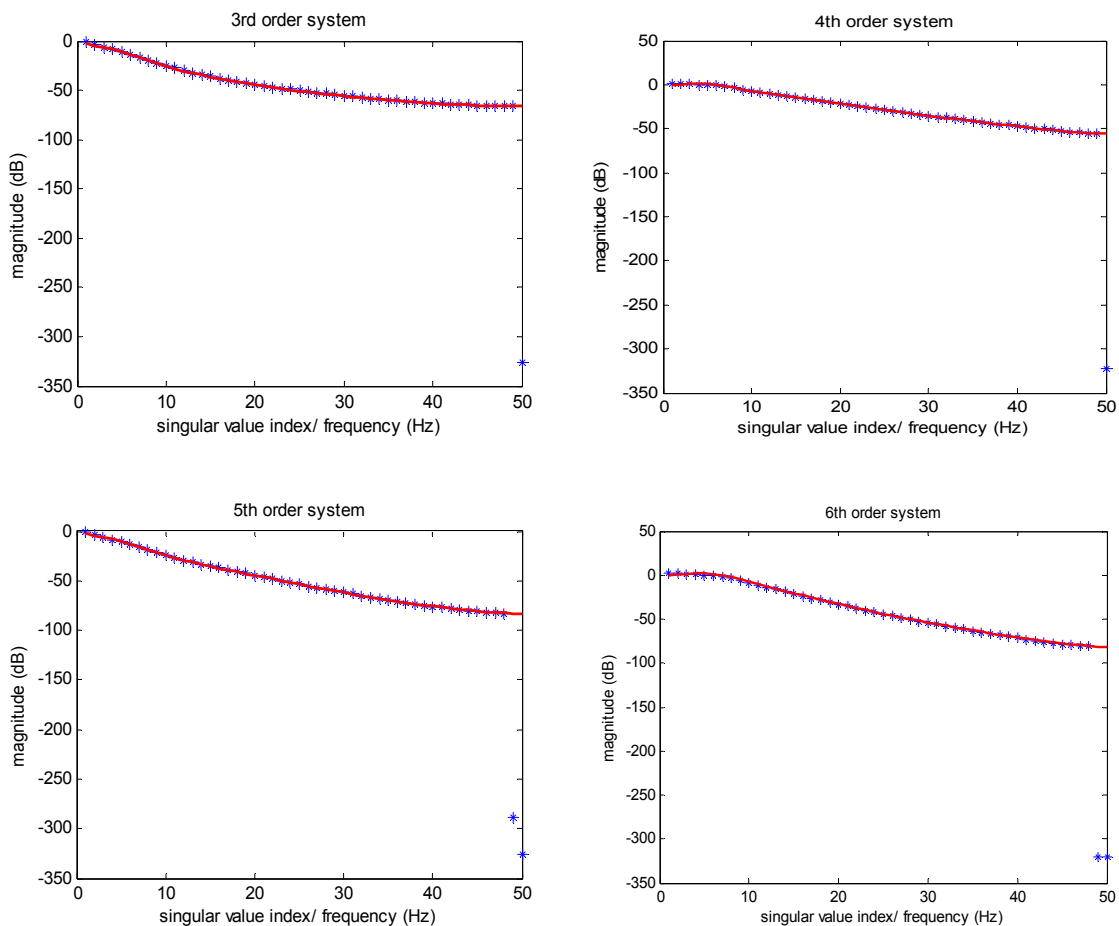 3rd order system
0
-50
-100
-150
-200
-250
-300
-350
magnitude (dB)
0 10 20 30 40 50
singular value index/ frequency (Hz)
4th order system
50
0
-50
-100
-150
-200
-250
-300
-350
magnitude (dB)
0 10 20 30 40 50
singular value index/ frequency (Hz)
5th order system
0
-50
-100
-150
-200
-250
-300
-350
magnitude (dB)
0 10 20 30 40 50
singular value index/ frequency (Hz)
6th order system
50
0
-50
-100
-150
-200
-250
-300
-350
magnitude (dB)
0 10 20 30 40 50
singular value index/ frequency (Hz)